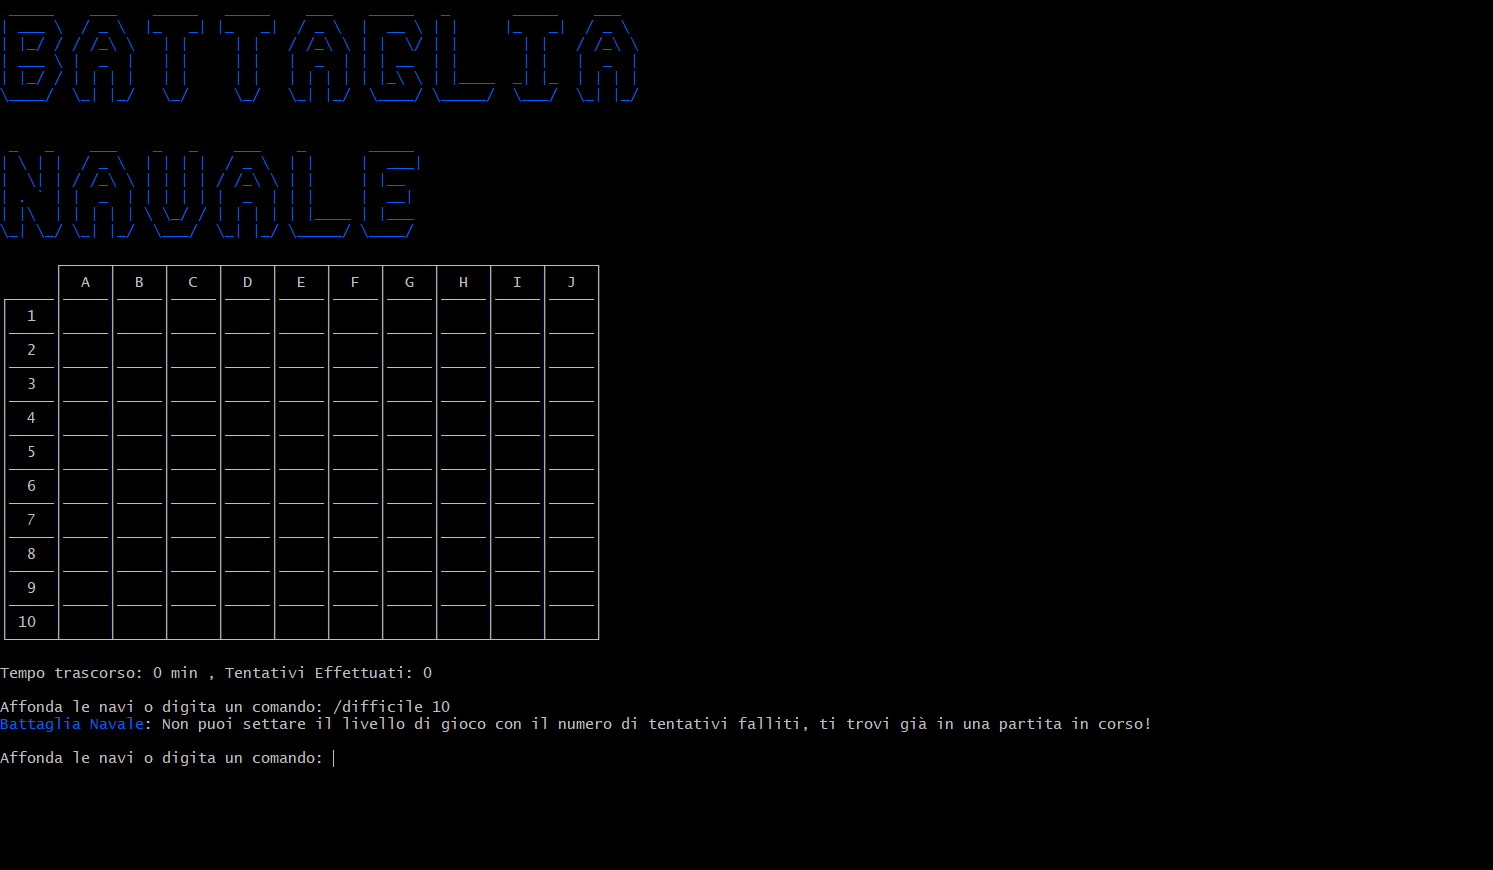 BATTAGLIA
NAVALE
A B C D E F G H I J
1
2
3
4
5
6
7
8
9
10
Tempo trascorso: 0 min , Tentativi Effettuati: 0
Affonda le navi o digita un comando: /difficile 10
Battaglia Navale: Non puoi settare il livello di gioco con il numero di tentativi falliti, ti trovi già in una partita in corso!
Affonda le navi o digita un comando: